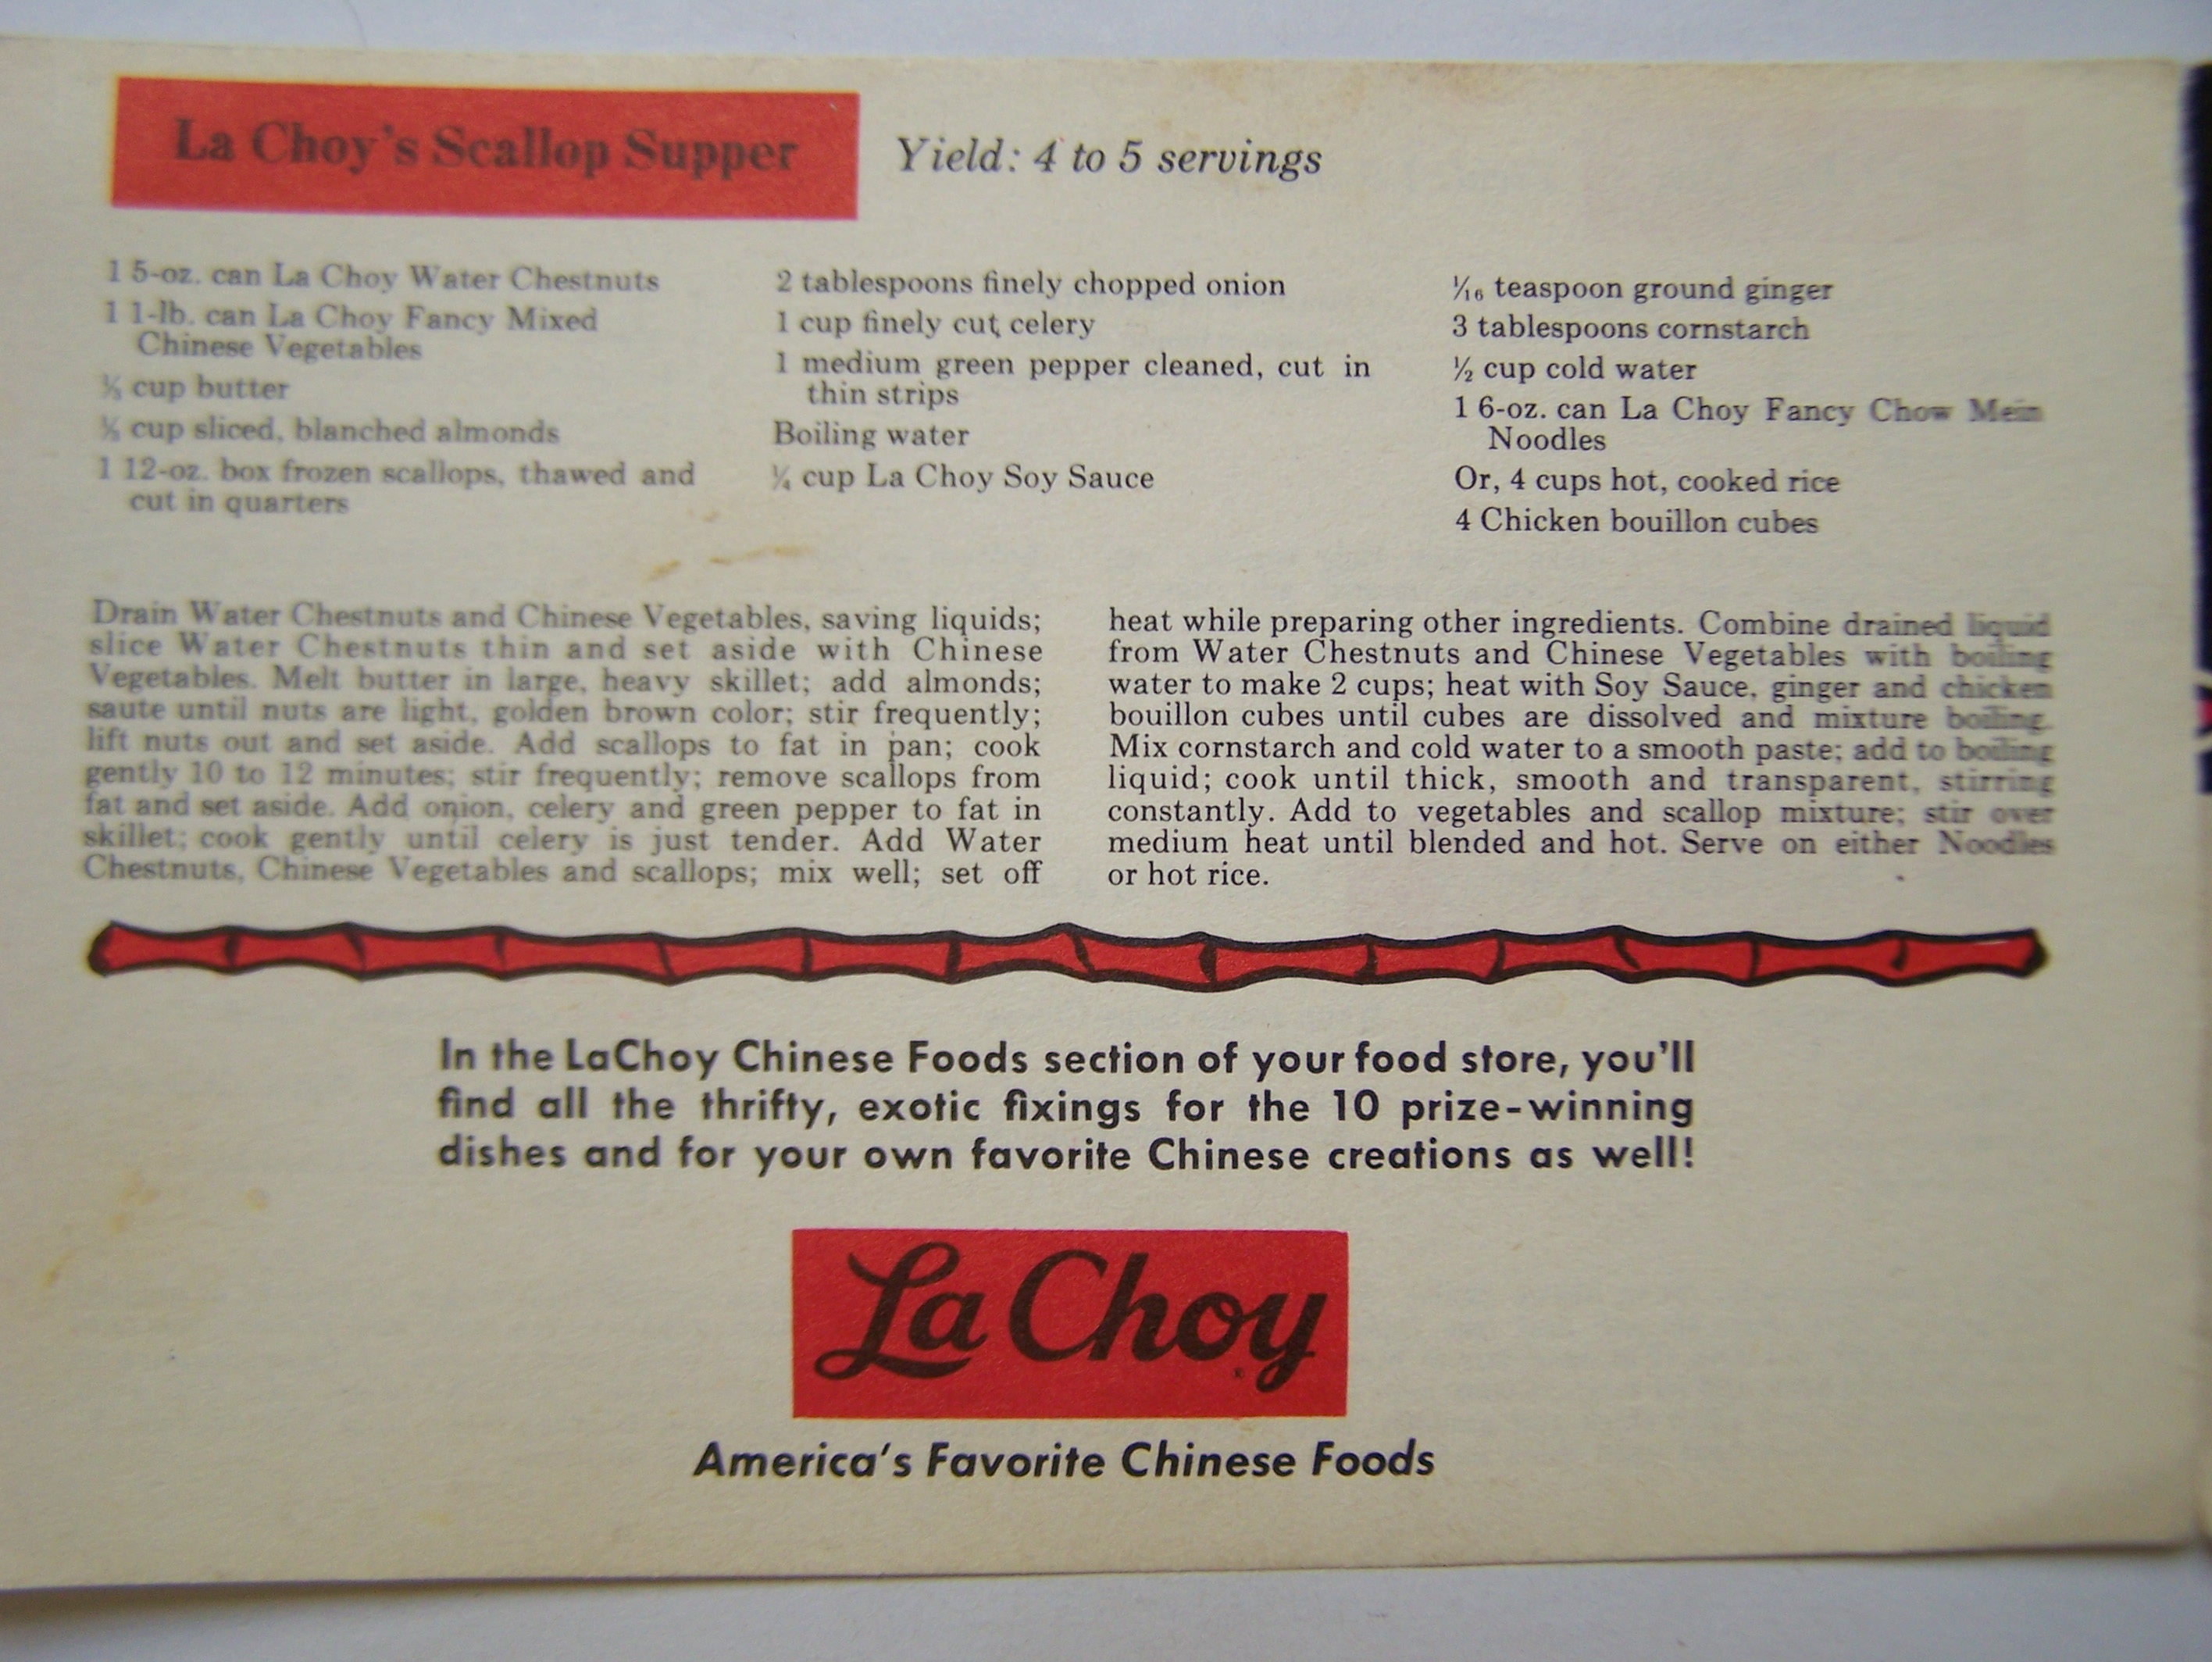 La Choy's Scallop Supper
Yield: 4 to 5 servings
1 5-oz. can La Choy Water Chestnuts
1 1-lb. can La Choy Fancy Mixed
Chinese Vegetables
⅓ cup butter
⅓ cup sliced, blanched almonds
1 12-oz. box frozen scallops, thawed and
cut in quarters
2 tablespoons finely chopped onion
1 cup finely cut celery
1 medium green pepper cleaned, cut in
thin strips
Boiling water
¼ cup La Choy Soy Sauce
1/16 teaspoon ground ginger
3 tablespoons cornstarch
½ cup cold water
1 6-oz. can La Choy Fancy Chow Mein
Noodles
Or, 4 cups hot, cooked rice
4 Chicken bouillon cubes
Drain Water Chestnuts and Chinese Vegetables, saving liquids;
slice Water Chestnuts thin and set aside with Chinese
Vegetables. Melt butter in large, heavy skillet; add almonds;
saute until nuts are light, golden brown color; stir frequently;
lift nuts out and set aside. Add scallops to fat in pan; cook
gently 10 to 12 minutes; stir frequently; remove scallops from
fat and set aside. Add onion, celery and green pepper to fat in
skillet; cook gently until celery is just tender. Add Water
Chestnuts, Chinese Vegetables and scallops; mix well; set off
heat while preparing other ingredients. Combine drained liquid
from Water Chestnuts and Chinese Vegetables with boiling
water to make 2 cups; heat with Soy Sauce, ginger and chicken
bouillon cubes until cubes are dissolved and mixture boiling.
Mix cornstarch and cold water to a smooth paste; add to boiling
liquid; cook until thick, smooth and transparent, stirring
constantly. Add to vegetables and scallop mixture; stir over
medium heat until blended and hot. Serve on either Noodles
or hot rice.
In the LaChoy Chinese Foods section of your food store, you'll
find all the thrifty, exotic fixings for the 10 prize-winning
dishes and for your own favorite Chinese creations as well!
La Choy
America's Favorite Chinese Foods